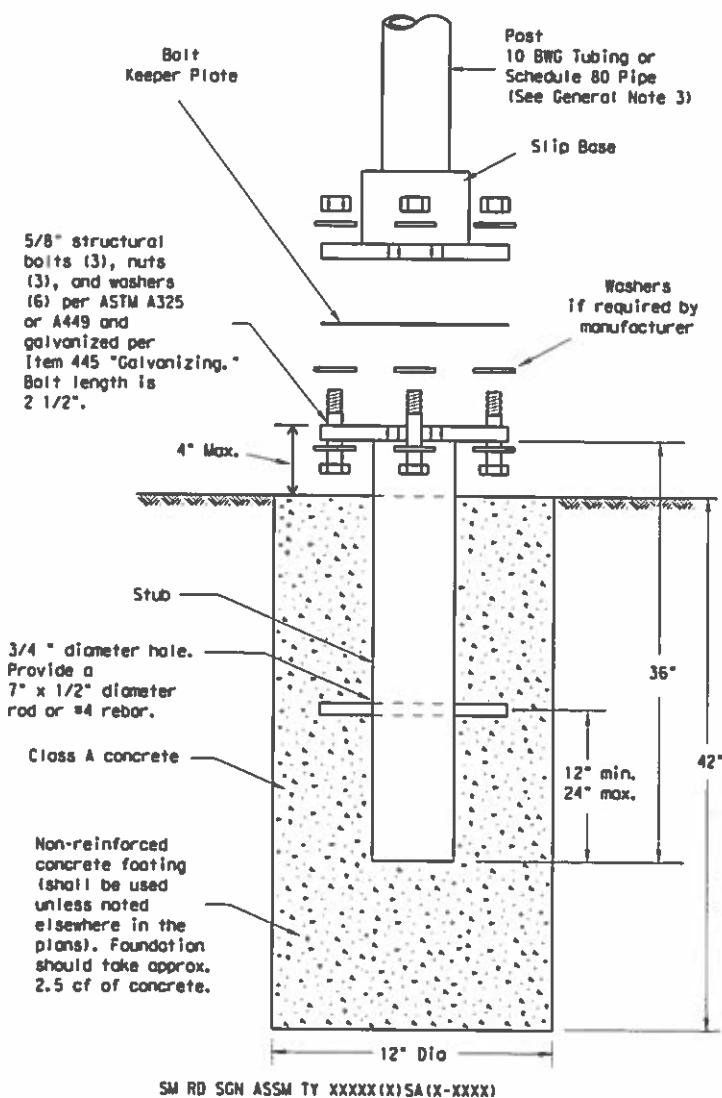 Bolt
Keeper Plate
Post
10 BWG Tubing or
Schedule 80 Pipe
(See General Note 3)
Slip Base
5/8" structural
bolts (3), nuts
(3), and washers
(6) per ASTM A325
or A449 and
galvanized per
Item 445 "Galvanizing."
Bolt length is
2 1/2".
Washers
if required by
manufacturer
4" Max.
Stub
3/4 " diameter hole.
Provide a
7" x 1/2" diameter
rod or #4 rebar.
36"
42"
12" min.
24" max.
Class A concrete
Non-reinforced
concrete footing
(shall be used
unless noted
elsewhere in the
plans). Foundation
should take approx.
2.5 cf of concrete.
12" Dia
SM RD SGN ASSM TY XXXXX(X)SA(X-XXXX)